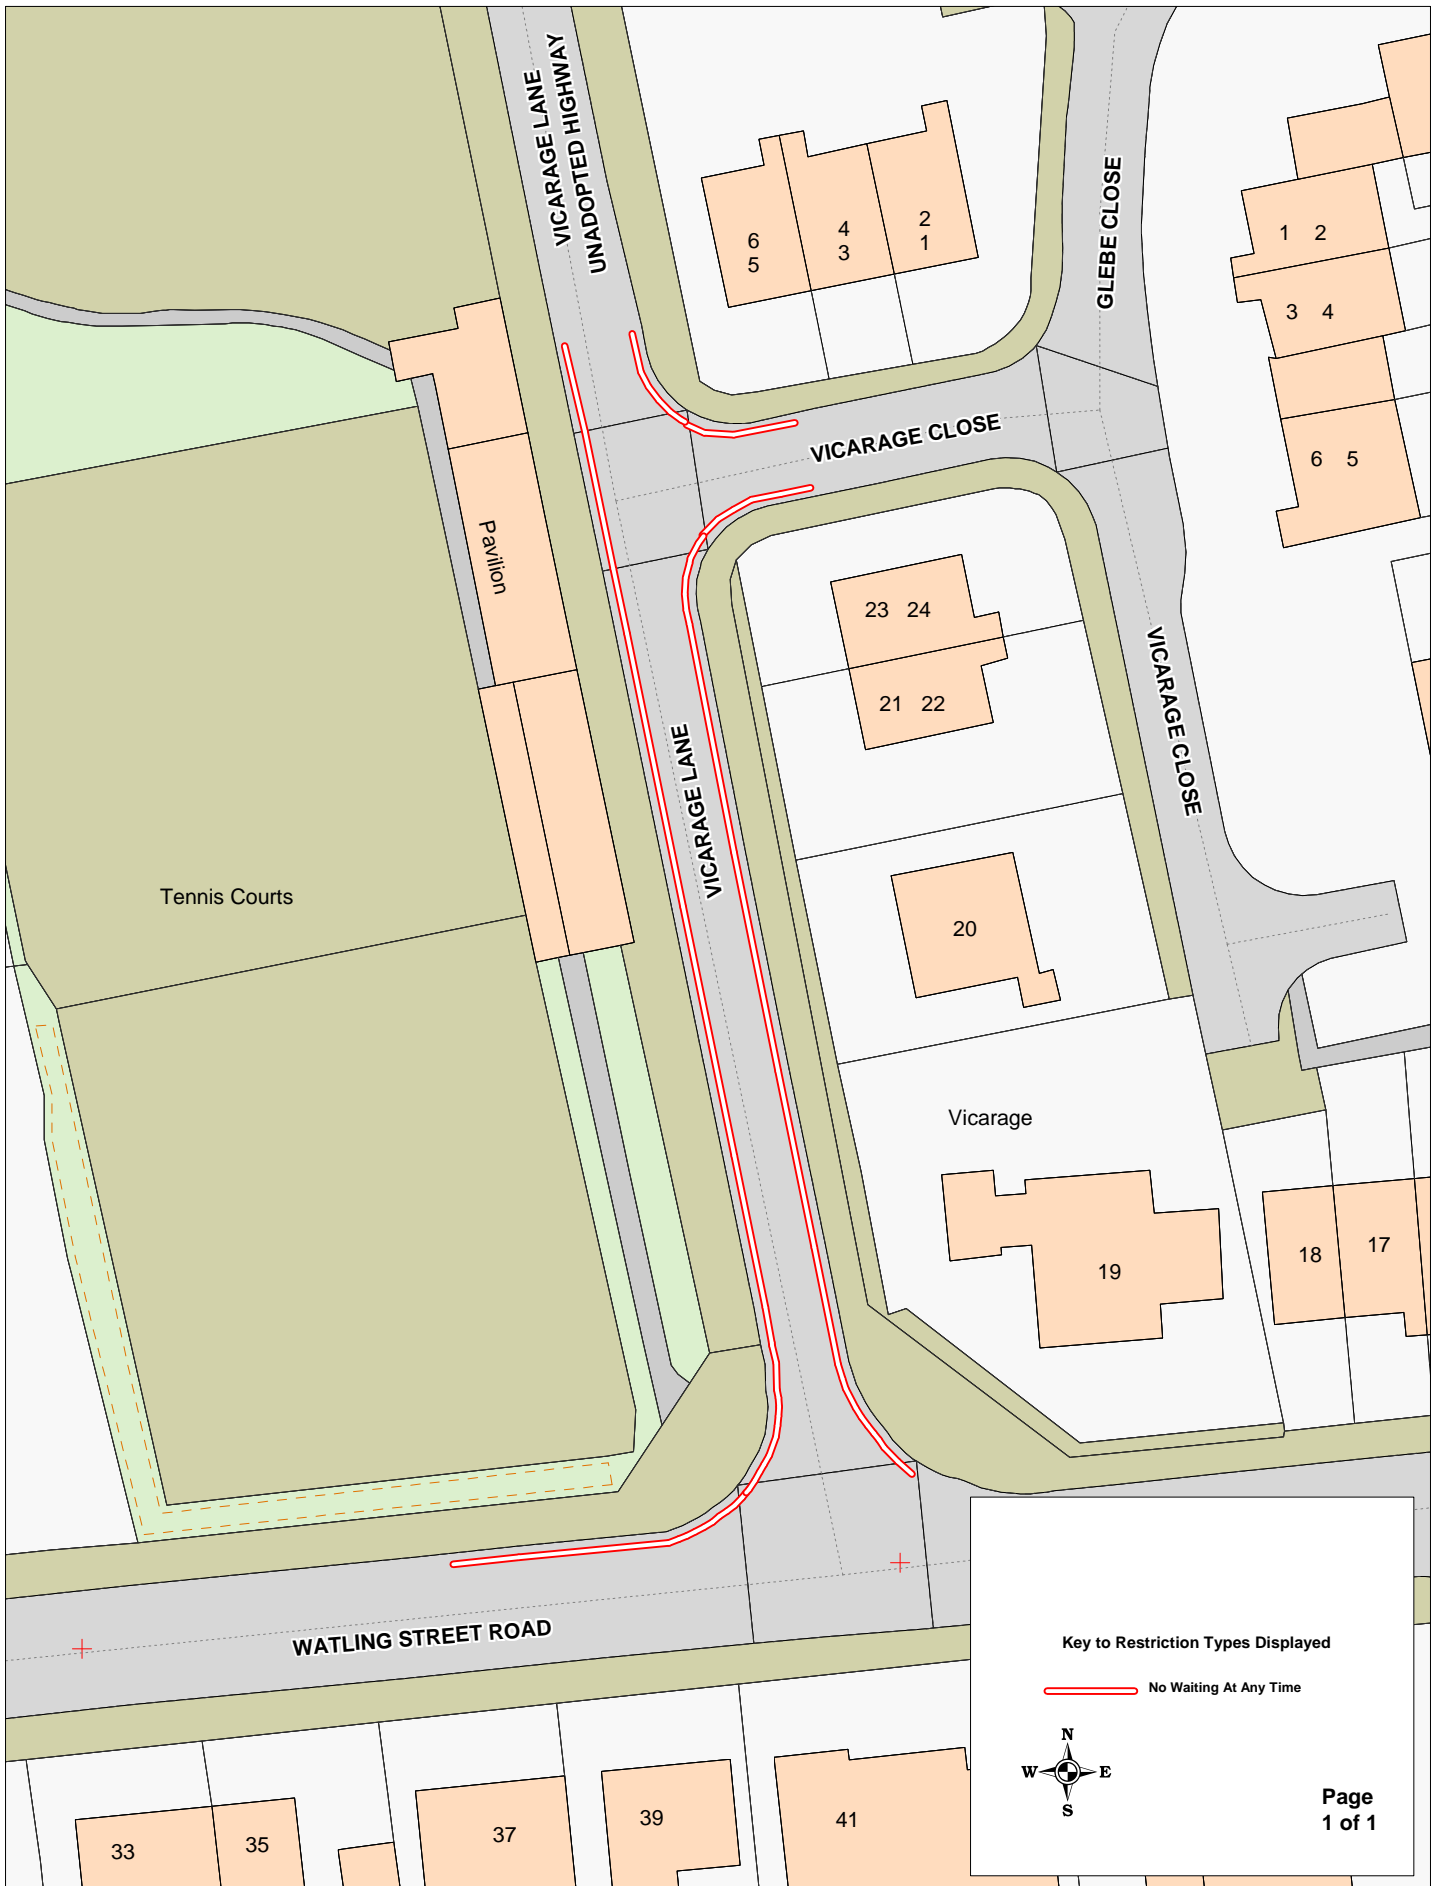 VICARAGE LANE
UNADOPTED HIGHWAY
GLEBE CLOSE
6
5
4
3
2
1
1 2
3 4
6 5
VICARAGE CLOSE
Pavilion
23 24
21 22
VICARAGE CLOSE
VICARAGE LANE
Tennis Courts
20
Vicarage
19
18
17
WATLING STREET ROAD
Key to Restriction Types Displayed
No Waiting At Any Time
N
W E
S
Page
1 of 1
33
35
37
39
41